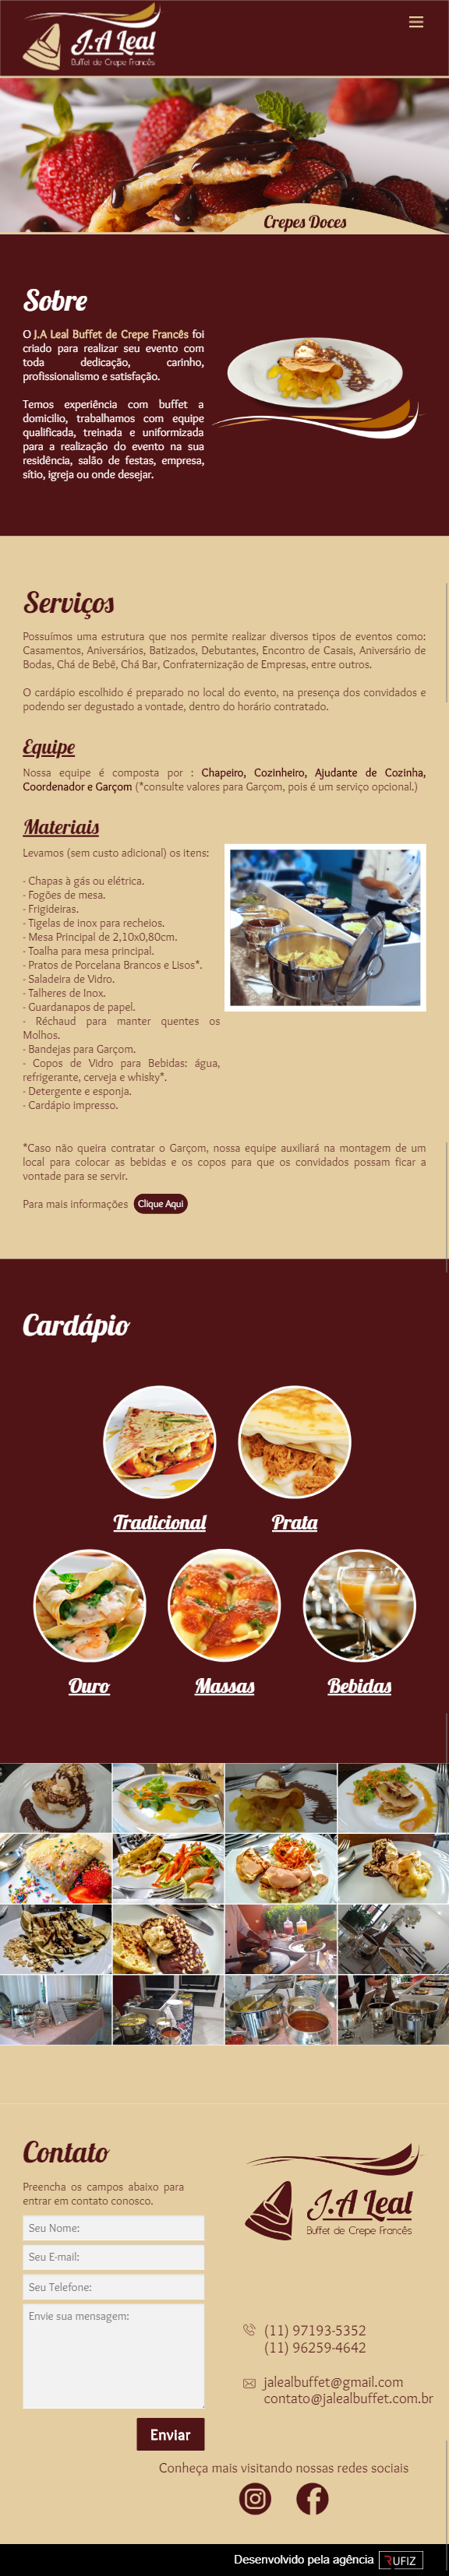 J.A Leal
Buffet de Crepe Francês
Crepes Doces
Sobre
O J.A Leal Buffet de Crepe Francês foi
criado para realizar seu evento com
toda dedicação, carinho,
profissionalismo e satisfação.
Temos experiência com buffet a
domicilio, trabalhamos com equipe
qualificada, treinada e uniformizada
para a realização do evento na sua
residência, salão de festas, empresa,
sítio, igreja ou onde desejar.
Serviços
Possuímos uma estrutura que nos permite realizar diversos tipos de eventos como:
Casamentos, Aniversários, Batizados, Debutantes, Encontro de Casais, Aniversário de
Bodas, Chá de Bebê, Chá Bar, Confraternização de Empresas, entre outros.
O cardápio escolhido é preparado no local do evento, na presença dos convidados e
podendo ser degustado a vontade, dentro do horário contratado.
Equipe
Nossa equipe é composta por : Chapeiro, Cozinheiro, Ajudante de Cozinha,
Coordenador e Garçom (*consulte valores para Garçom, pois é um serviço opcional.)
Materiais
Levamos (sem custo adicional) os itens:
- Chapas à gás ou elétrica.
- Fogões de mesa.
- Frigideiras.
- Tigelas de inox para recheios.
- Mesa Principal de 2,10x0,80cm.
- Toalha para mesa principal.
- Pratos de Porcelana Brancos e Lisos*.
- Saladeira de Vidro.
- Talheres de Inox.
- Guardanapos de papel.
- Réchaud para manter quentes os
Molhos.
- Bandejas para Garçom.
- Copos de Vidro para Bebidas: água,
refrigerante, cerveja e whisky*.
- Detergente e esponja.
- Cardápio impresso.
*Caso não queira contratar o Garçom, nossa equipe auxiliará na montagem de um
local para colocar as bebidas e os copos para que os convidados possam ficar a
vontade para se servir.
Para mais informações Clique Aqui
Cardápio
Tradicional Prata
Ouro Massas Bebidas
Contato
Preencha os campos abaixo para
entrar em contato conosco.
Seu Nome:
Seu E-mail:
Seu Telefone:
Envie sua mensagem:
Enviar
J.A Leal
Buffet de Crepe Francês
(11) 97193-5352
(11) 96259-4642
jalealbuffet@gmail.com
contato@jalealbuffet.com.br
Conheça mais visitando nossas redes sociais
Desenvolvido pela agência RUFIZ